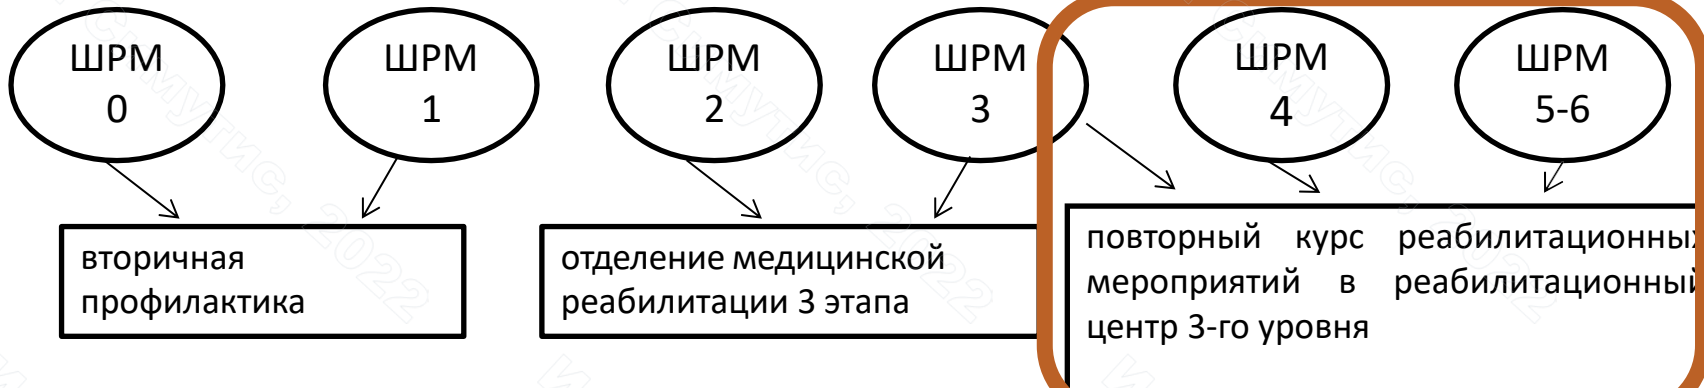 ШРМ
0
ШРМ
1
ШРМ
2
ШРМ
3
ШРМ
4
ШРМ
5-6
вторичная
профилактика
отделение медицинской
реабилитации 3 этапа
повторный курс реабилитационных
мероприятий в реабилитационный
центр 3-го уровня